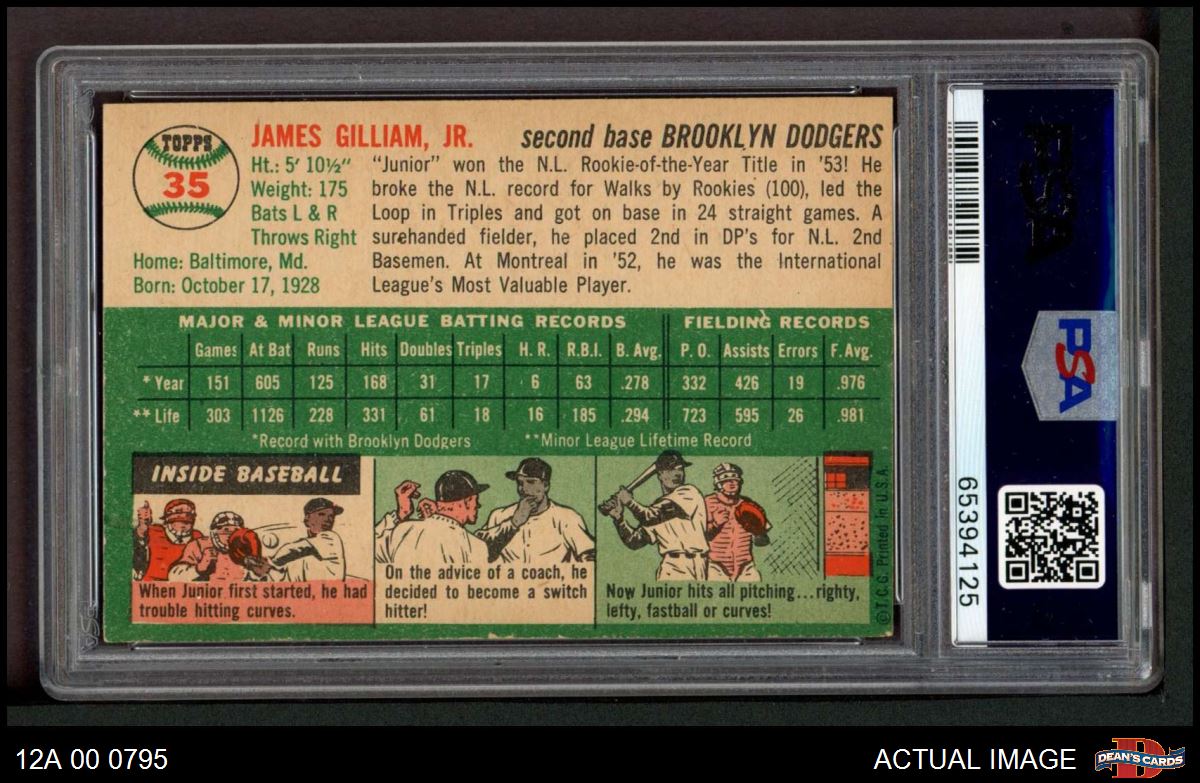 TOPPS
35
JAMES GILLIAM, JR. second base BROOKLYN DODGERS
Ht.: 5' 10½"
Weight: 175
Bats L & R
Throws Right
Home: Baltimore, Md.
Born: October 17, 1928
"Junior" won the N.L. Rookie-of-the-Year Title in '53! He
broke the N.L. record for Walks by Rookies (100), led the
Loop in Triples and got on base in 24 straight games. A
surehanded fielder, he placed 2nd in DP's for N.L. 2nd
Basemen. At Montreal in '52, he was the International
League's Most Valuable Player.
MAJOR & MINOR LEAGUE BATTING RECORDS FIELDING RECORDS
Games At Bat Runs Hits Doubles Triples H. R. R.B.I. B. Avg. P. O. Assists Errors F. Avg.
*Year 151 605 125 168 31 17 6 63 .278 332 426 19 .976
**Life 303 1126 228 331 61 18 16 185 .294 723 595 26 .981
*Record with Brooklyn Dodgers **Minor League Lifetime Record
INSIDE BASEBALL
When Junior first started, he had
trouble hitting curves.
On the advice of a coach, he
decided to become a switch
hitter!
Now Junior hits all pitching...righty,
lefty, fastball or curves!
©T.C.G. Printed in U.S.A.
PSA
PSA
65394125
12A 00 0795
ACTUAL IMAGE
D
DEAN'S CARDS